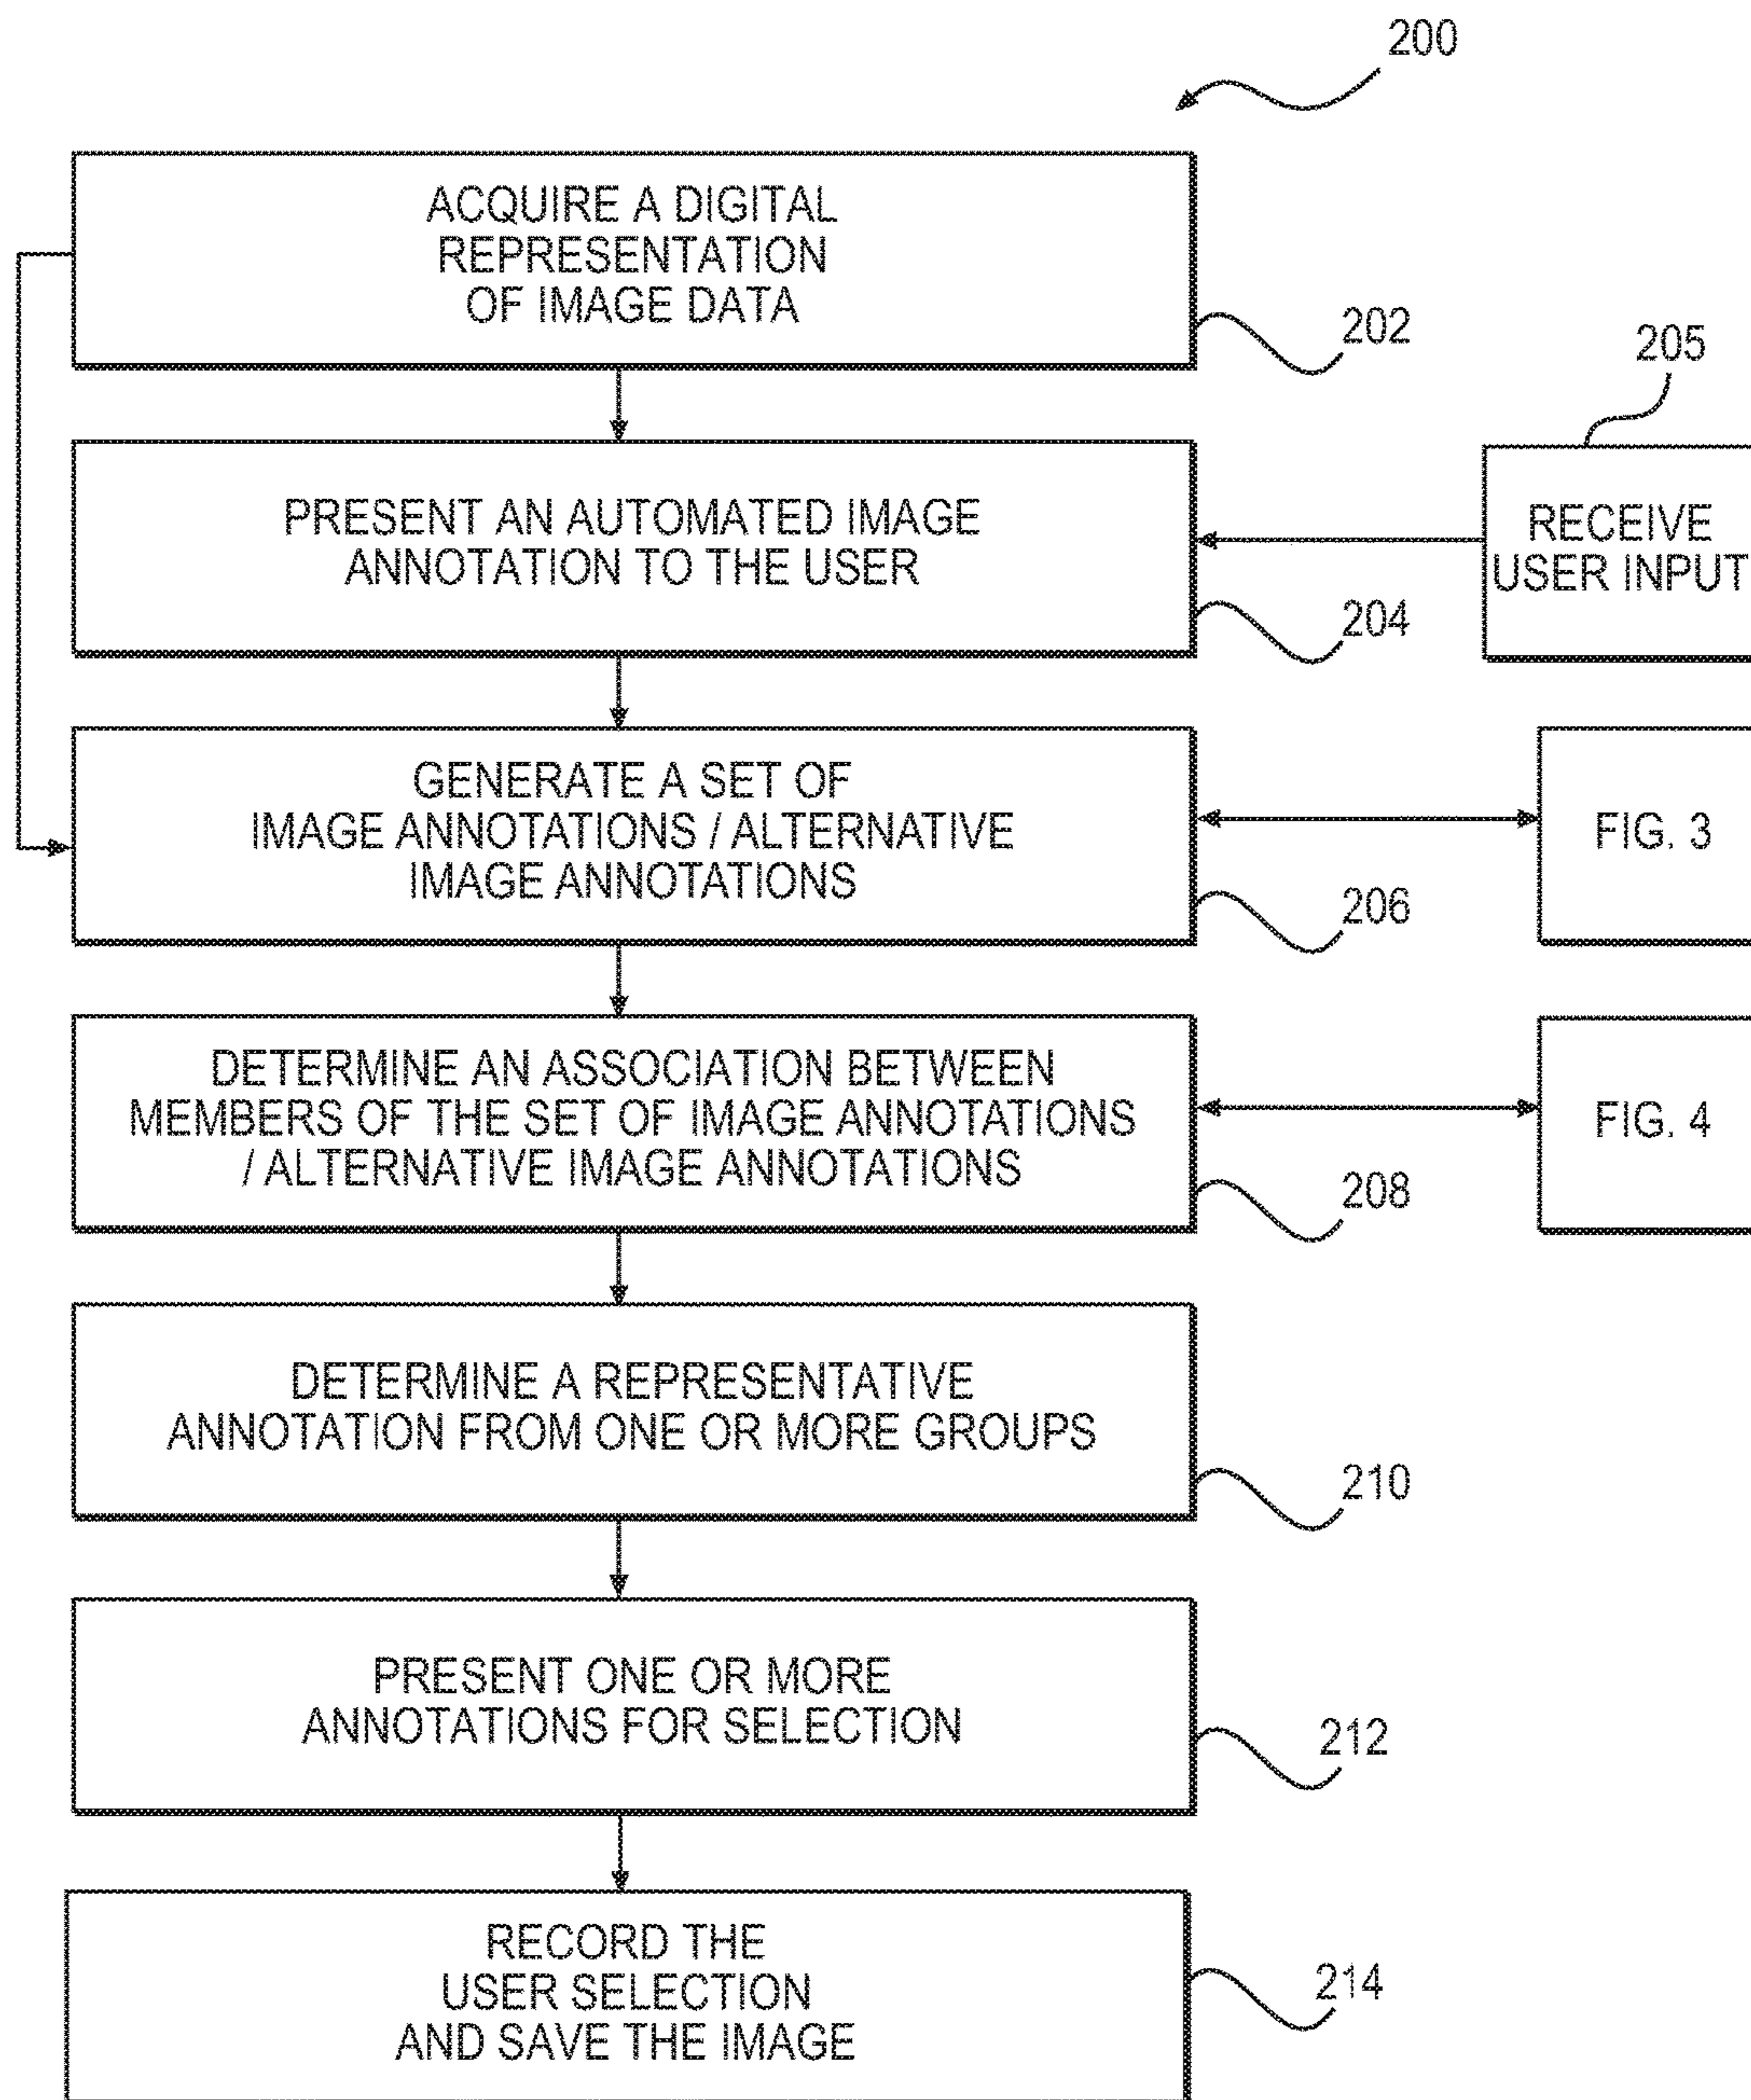 200
ACQUIRE A DIGITAL
REPRESENTATION
OF IMAGE DATA
202
205
PRESENT AN AUTOMATED IMAGE
ANNOTATION TO THE USER
204
RECEIVE
USER INPUT
GENERATE A SET OF
IMAGE ANNOTATIONS / ALTERNATIVE
IMAGE ANNOTATIONS
206
FIG. 3
DETERMINE AN ASSOCIATION BETWEEN
MEMBERS OF THE SET OF IMAGE ANNOTATIONS
/ ALTERNATIVE IMAGE ANNOTATIONS
208
FIG. 4
DETERMINE A REPRESENTATIVE
ANNOTATION FROM ONE OR MORE GROUPS
210
PRESENT ONE OR MORE
ANNOTATIONS FOR SELECTION
212
RECORD THE
USER SELECTION
AND SAVE THE IMAGE
214